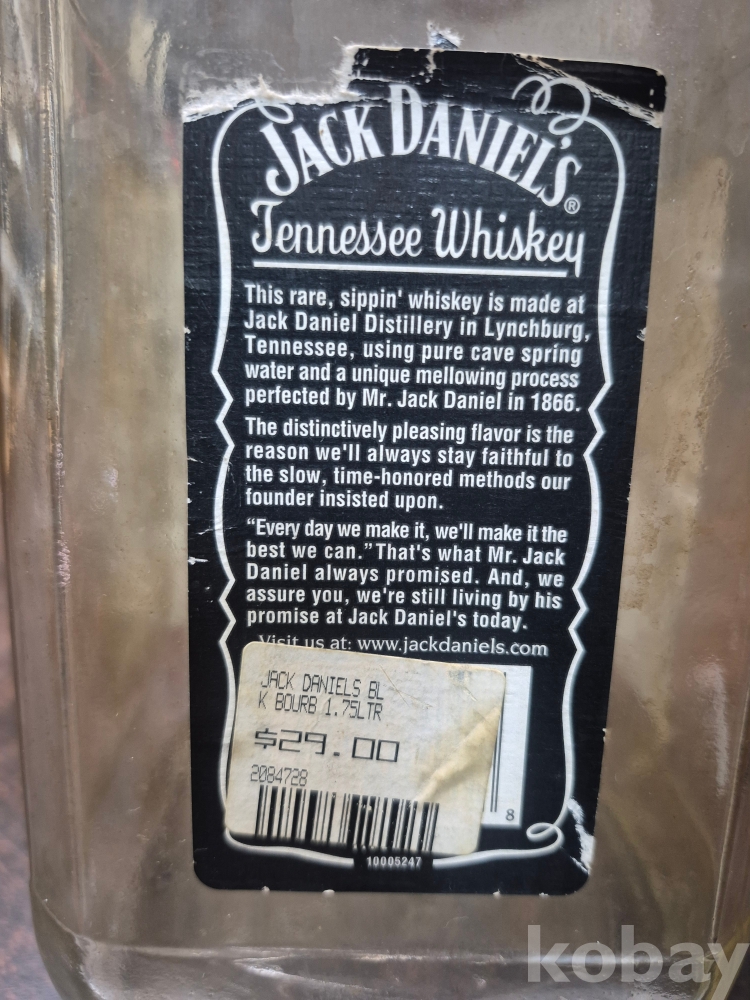 JACK DANIEL'S ®
Tennessee Whiskey
This rare, sippin' whiskey is made at
Jack Daniel Distillery in Lynchburg,
Tennessee, using pure cave spring
water and a unique mellowing process
perfected by Mr. Jack Daniel in 1866.
The distinctively pleasing flavor is the
reason we'll always stay faithful to
the slow, time-honored methods our
founder insisted upon.
“Every day we make it, we'll make it the
best we can.” That's what Mr. Jack
Daniel always promised. And, we
assure you, we're still living by his
promise at Jack Daniel's today.
Visit us at: www.jackdaniels.com
JACK DANIELS BL
K BOURB 1.75LTR
$29.00
2084728
8
10005247
kobay